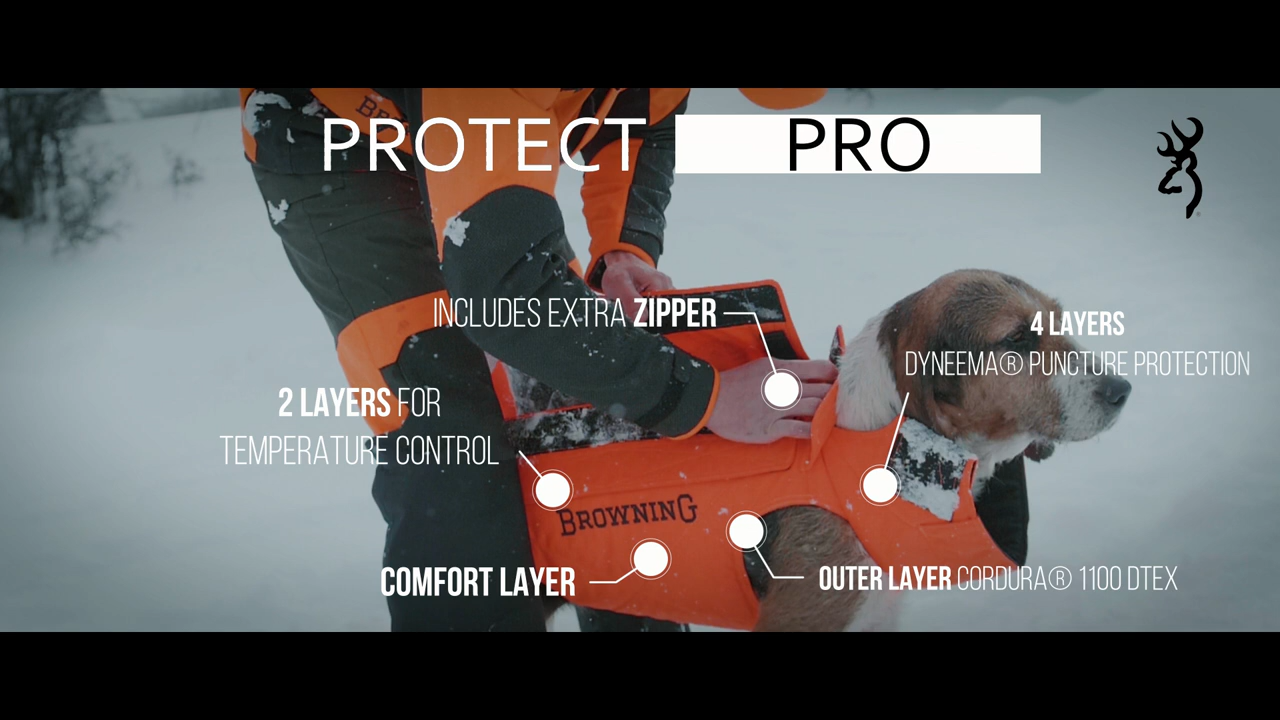 PROTECT PRO
INCLUDES EXTRA ZIPPER
4 LAYERS
DYNEEMA® PUNCTURE PROTECTION
2 LAYERS FOR
TEMPERATURE CONTROL
BROWNING
COMFORT LAYER
OUTER LAYER CORDURA® 1100 DTEX